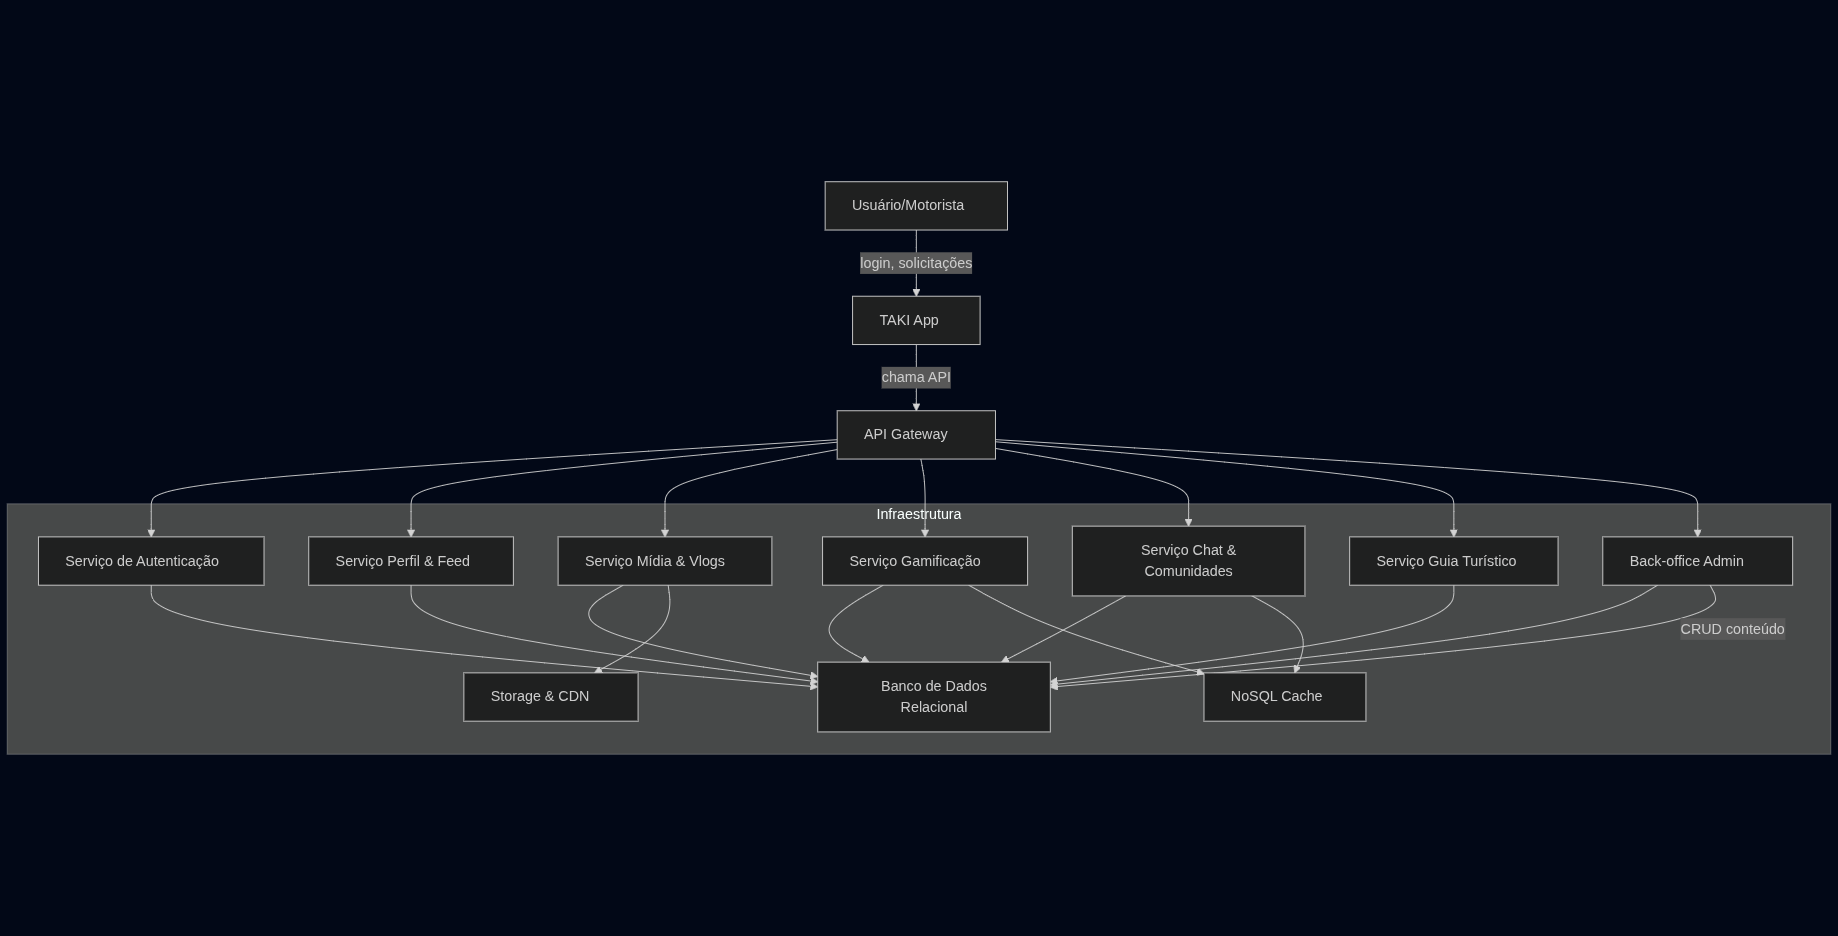 Usuário/Motorista
login, solicitações
TAKI App
chama API
API Gateway
Infraestrutura
Serviço de Autenticação
Serviço Perfil & Feed
Serviço Mídia & Vlogs
Serviço Gamificação
Serviço Chat &
Comunidades
Serviço Guia Turístico
Back-office Admin
CRUD conteúdo
Storage & CDN
Banco de Dados
Relacional
NoSQL Cache